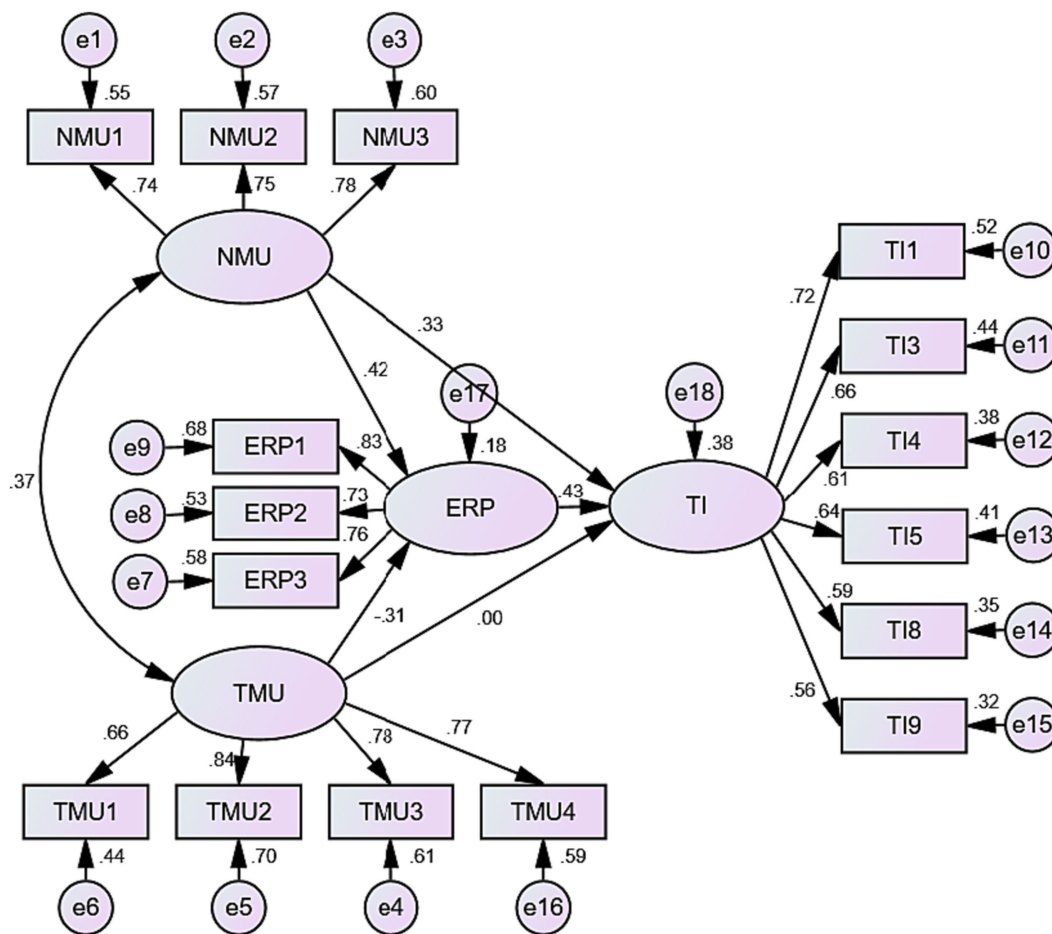 e1 e2 e3
.55 .57 .60
NMU1 NMU2 NMU3
.74 .75 .78
NMU
.52
TI1 e10
.72
.33
.44
TI3 e11
.42
.66
e17 e18
.38
TI4 e12
.61
e9 .68 ERP1 .83
.18 .38
e8 .53 ERP2 .73
ERP .43 TI
.37
.64 TI5 .41 e13
.76
e7 .58 ERP3
.59 .35
-.31 .00
TI8 e14
TMU
.56 .32
TI9 e15
.66 .84 .78 .77
TMU1 TMU2 TMU3 TMU4
.44 .70 .61 .59
e6 e5 e4 e16